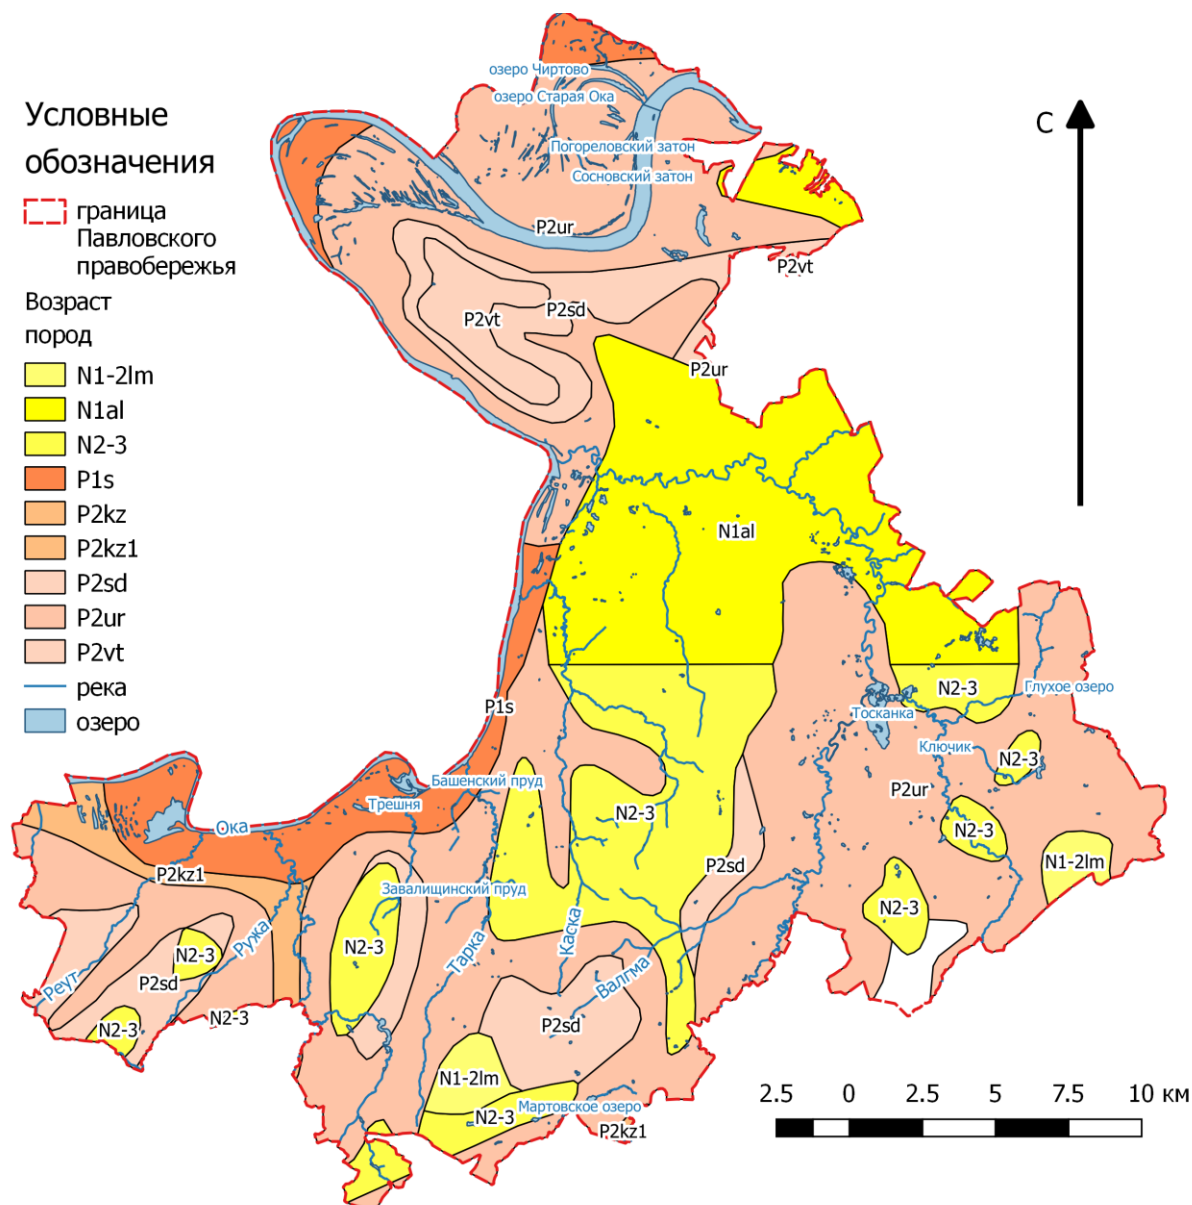 Условные
обозначения
граница
Павловского
правобережья
Возраст
пород
N1-2lm
N1al
N2-3
P1s
P2kz
P2kz1
P2sd
P2ur
P2vt
река
озеро
озеро Чиртово
озеро Старая Ока
Погореловский затон
Сосновский затон
С
P2ur
P2vt
P2sd
P2vt
P2ur
N1al
N2-3
Глухое озеро
P1s
Тосканка
Ключик
N2-3
Башенский пруд
Трешня
P2ur
Ока
N2-3
N2-3
P2kz1
P2sd
N1-2lm
Завалищинский пруд
N2-3
Ружа
Тарка
Каска
N2-3
N2-3
Реут
P2sd
Валгма
N2-3
N2-3
P2sd
N1-2lm
N2-3
Мартовское озеро
P2kz1
2.5 0 2.5 5 7.5 10 км